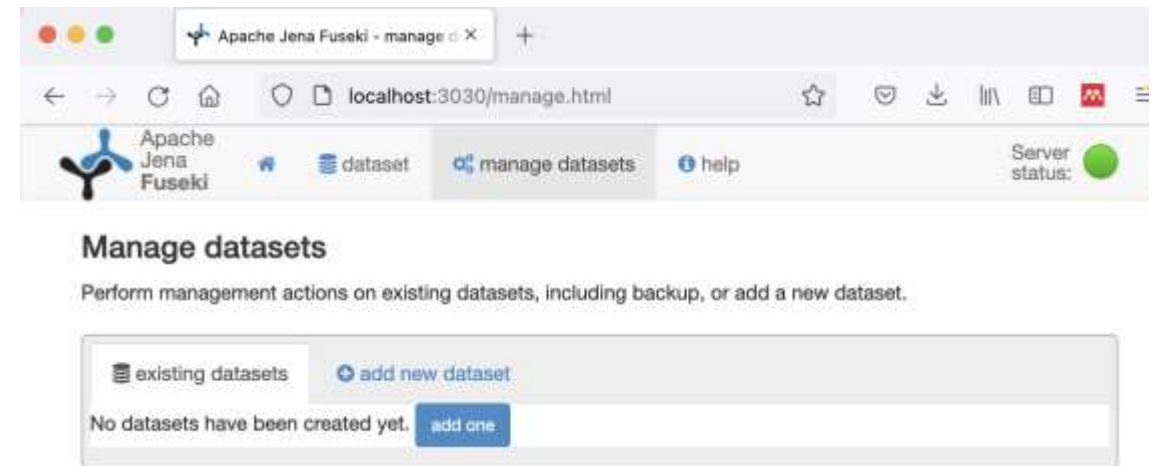 Apache Jena Fuseki - manage d
localhost:3030/manage.html
Apache
Jena
Fuseki
dataset
manage datasets
help
Server
status:
Manage datasets
Perform management actions on existing datasets, including backup, or add a new dataset.
existing datasets
add new dataset
No datasets have been created yet. add one